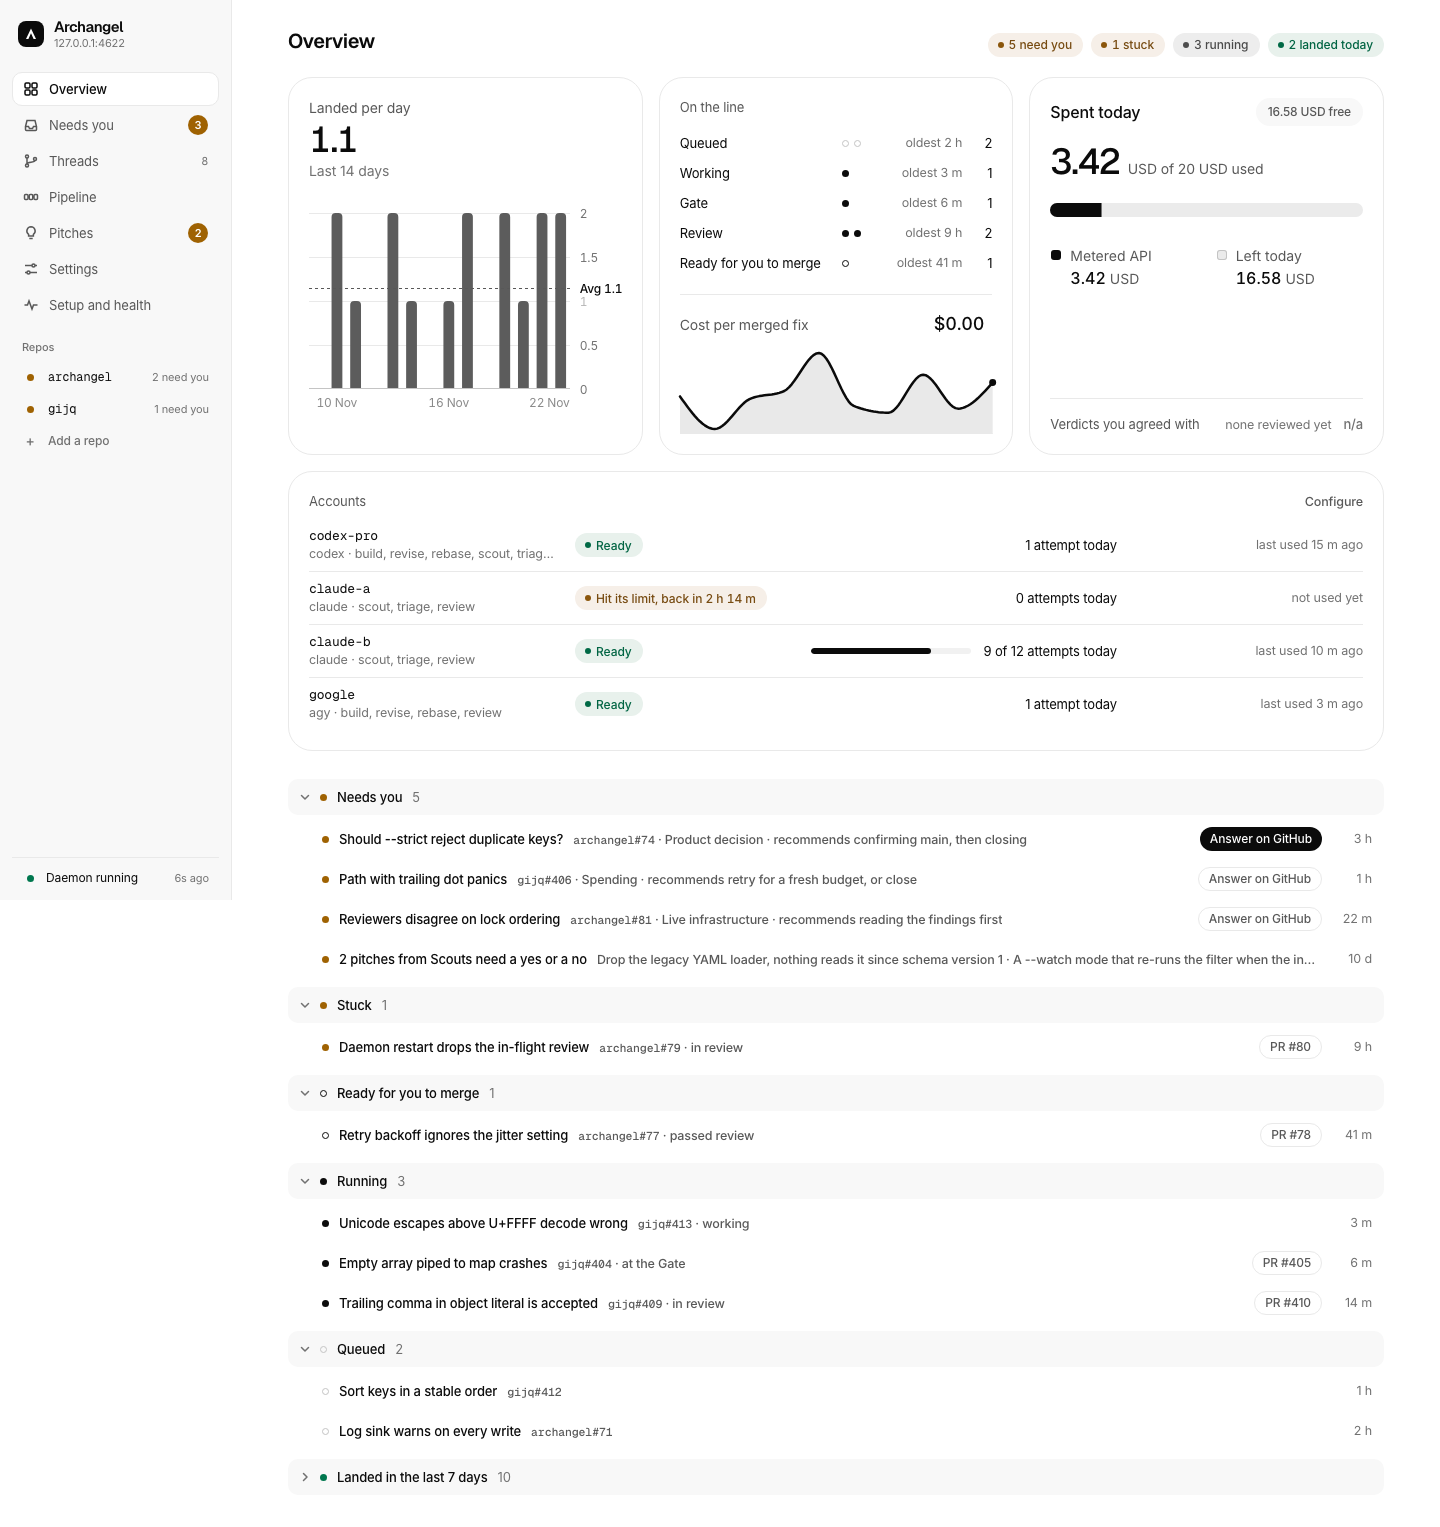 Archangel
127.0.0.1:4622
Overview
Needs you 3
Threads 8
Pipeline
Pitches 2
Settings
Setup and health
Repos
archangel 2 need you
gijq 1 need you
+ Add a repo
Daemon running 6s ago
Overview
5 need you
1 stuck
3 running
2 landed today
Landed per day
1.1
Last 14 days
2
1.5
Avg 1.1
1
0.5
0
10 Nov 16 Nov 22 Nov
On the line
Queued oldest 2 h 2
Working oldest 3 m 1
Gate oldest 6 m 1
Review oldest 9 h 2
Ready for you to merge oldest 41 m 1
Cost per merged fix $0.00
Spent today 16.58 USD free
3.42 USD of 20 USD used
Metered API Left today
3.42 USD 16.58 USD
Verdicts you agreed with none reviewed yet n/a
Accounts Configure
codex-pro
codex · build, revise, rebase, scout, triag...
Ready 1 attempt today last used 15 m ago
claude-a
claude · scout, triage, review
Hit its limit, back in 2 h 14 m 0 attempts today not used yet
claude-b
claude · scout, triage, review
Ready 9 of 12 attempts today last used 10 m ago
google
agy · build, revise, rebase, review
Ready 1 attempt today last used 3 m ago
Needs you 5
Should --strict reject duplicate keys? archangel#74 · Product decision · recommends confirming main, then closing Answer on GitHub 3 h
Path with trailing dot panics gijq#406 · Spending · recommends retry for a fresh budget, or close Answer on GitHub 1 h
Reviewers disagree on lock ordering archangel#81 · Live infrastructure · recommends reading the findings first Answer on GitHub 22 m
2 pitches from Scouts need a yes or a no Drop the legacy YAML loader, nothing reads it since schema version 1 · A --watch mode that re-runs the filter when the in... 10 d
Stuck 1
Daemon restart drops the in-flight review archangel#79 · in review PR #80 9 h
Ready for you to merge 1
Retry backoff ignores the jitter setting archangel#77 · passed review PR #78 41 m
Running 3
Unicode escapes above U+FFFF decode wrong gijq#413 · working 3 m
Empty array piped to map crashes gijq#404 · at the Gate PR #405 6 m
Trailing comma in object literal is accepted gijq#409 · in review PR #410 14 m
Queued 2
Sort keys in a stable order gijq#412 1 h
Log sink warns on every write archangel#71 2 h
Landed in the last 7 days 10